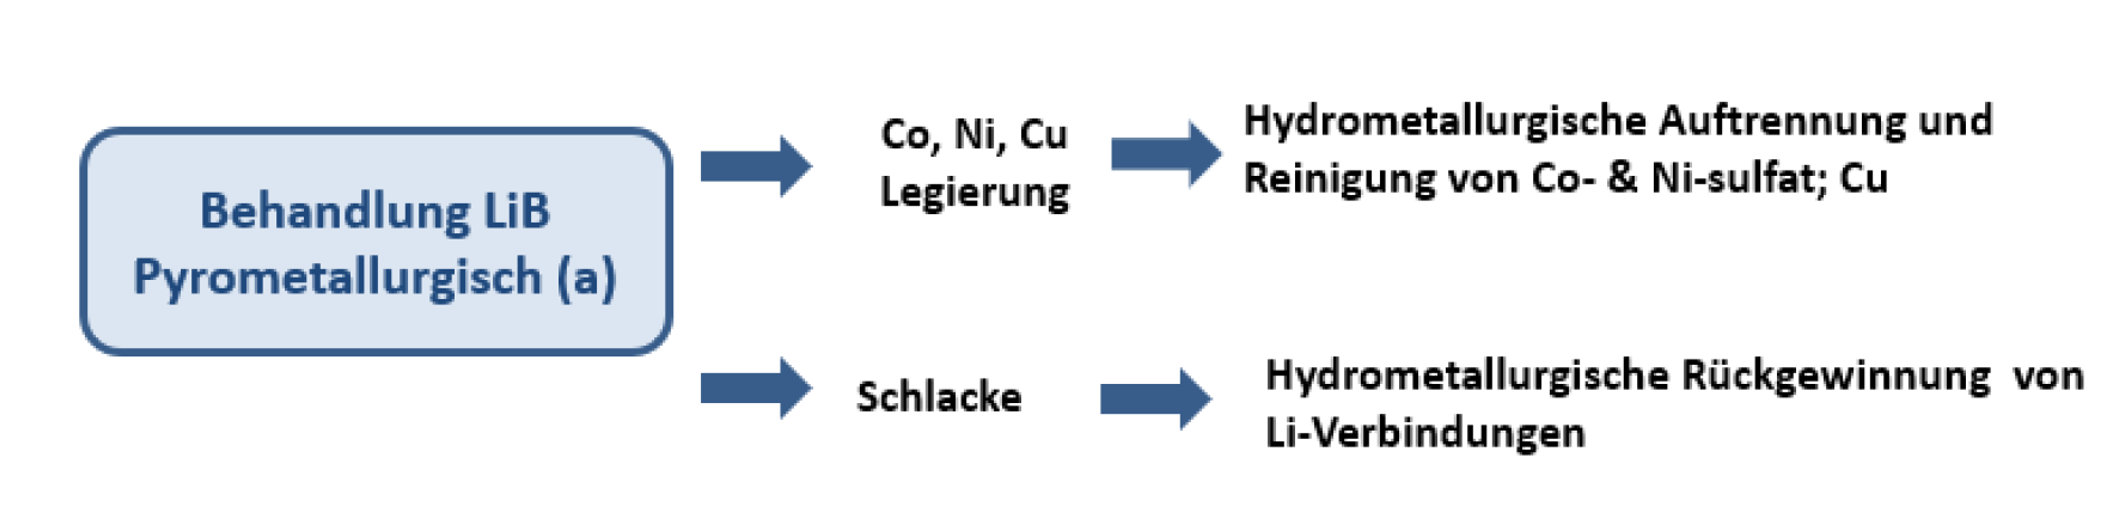 Behandlung LiB
Pyrometallurgisch (a)
Co, Ni, Cu
Legierung
Hydrometallurgische Auftrennung und
Reinigung von Co- & Ni-sulfat; Cu
Schlacke
Hydrometallurgische Rückgewinnung von
Li-Verbindungen